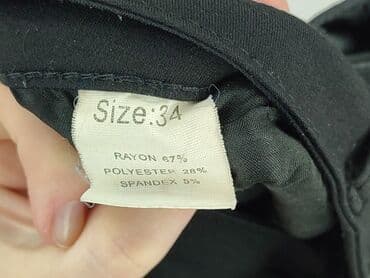 Size:34
RAYON 67%
POLYESTER 28%
SPANDEX 5%